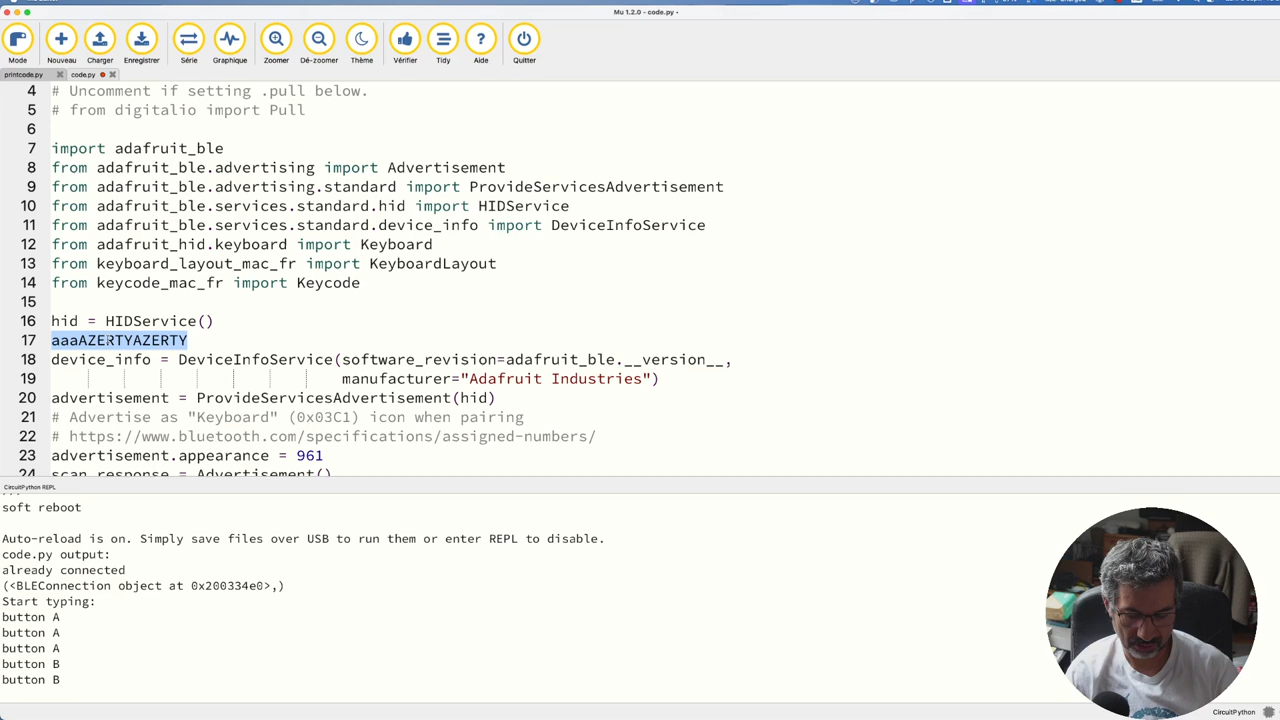 Mu 1.2.0 - code.py •
Mode
Nouveau
Charger
Enregistrer
Série
Graphique
Zoomer
Dé-zoomer
Thème
Vérifier
Tidy
Aide
Quitter
printcode.py
code.py
4 # Uncomment if setting .pull below.
5 # from digitalio import Pull
6
7 import adafruit_ble
8 from adafruit_ble.advertising import Advertisement
9 from adafruit_ble.advertising.standard import ProvideServicesAdvertisement
10 from adafruit_ble.services.standard.hid import HIDService
11 from adafruit_ble.services.standard.device_info import DeviceInfoService
12 from adafruit_hid.keyboard import Keyboard
13 from keyboard_layout_mac_fr import KeyboardLayout
14 from keycode_mac_fr import Keycode
15
16 hid = HIDService()
17 aaaAZERTYAZERTY
18 device_info = DeviceInfoService(software_revision=adafruit_ble.__version__,
19 manufacturer="Adafruit Industries")
20 advertisement = ProvideServicesAdvertisement(hid)
21 # Advertise as "Keyboard" (0x03C1) icon when pairing
22 # https://www.bluetooth.com/specifications/assigned-numbers/
23 advertisement.appearance = 961
24 scan_response = Advertisement()
CircuitPython REPL
soft reboot
Auto-reload is on. Simply save files over USB to run them or enter REPL to disable.
code.py output:
already connected
(<BLEConnection object at 0x200334e0>,)
Start typing:
button A
button A
button A
button B
button B
CircuitPython